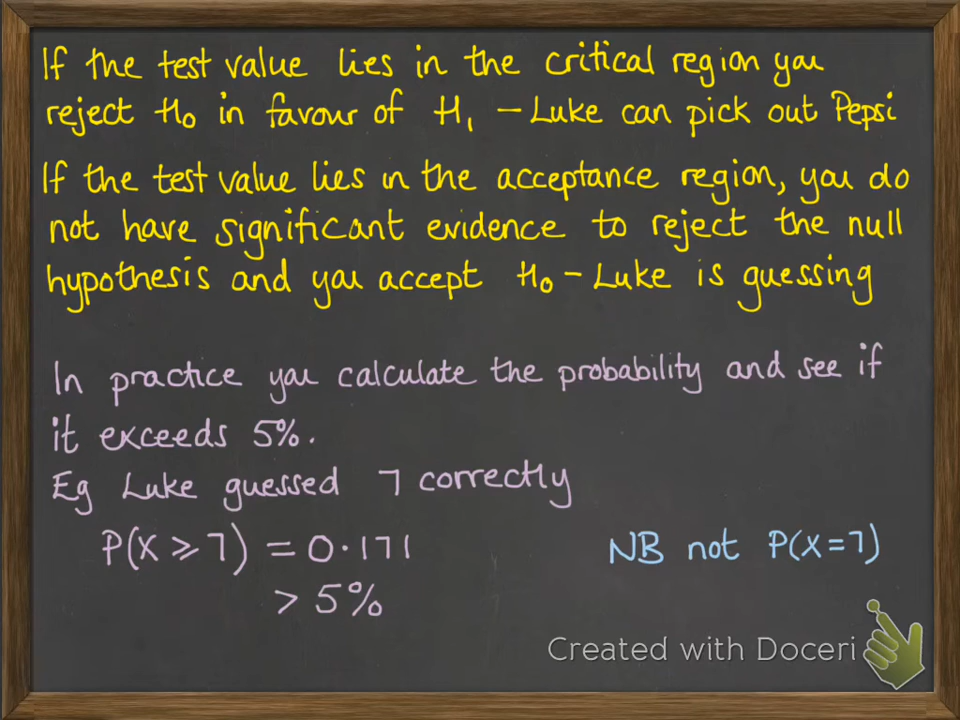 If the test value lies in the critical region you
reject H₀ in favour of H₁ – Luke can pick out Pepsi
If the test value lies in the acceptance region, you do
not have significant evidence to reject the null
hypothesis and you accept H₀ – Luke is guessing
In practice you calculate the probability and see if
it exceeds 5%.
Eg Luke guessed 7 correctly
P(X ⩾ 7) = 0·171
NB not P(X=7)
> 5%
Created with Doceri